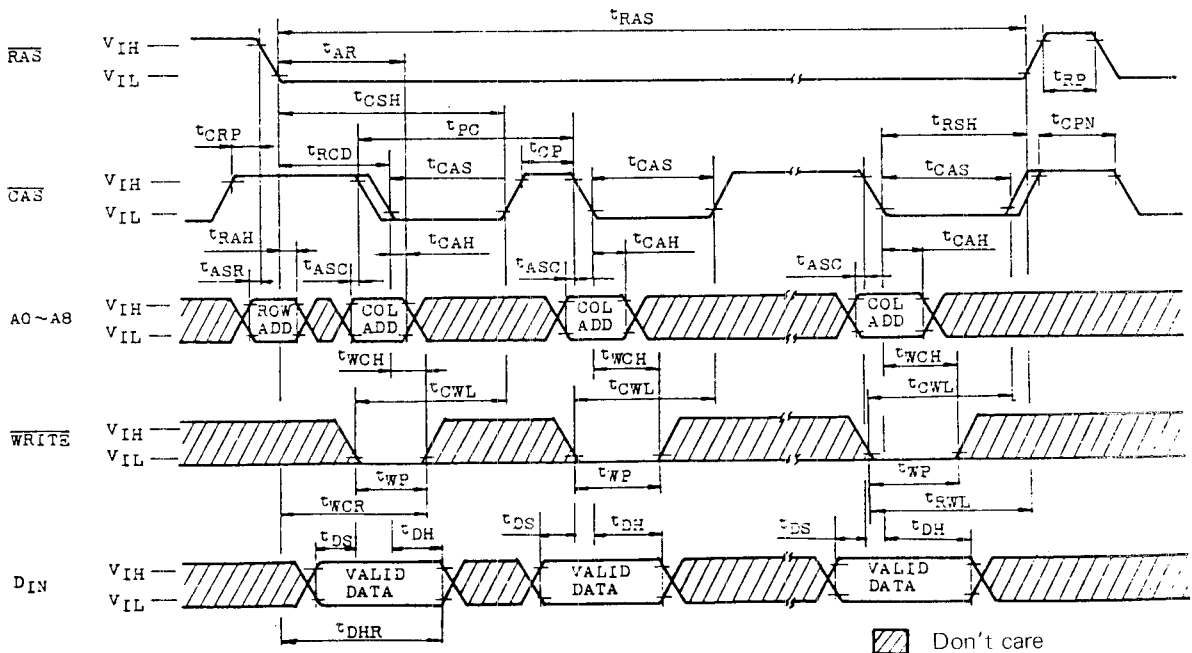 tRAS
RAS
VIH
VIL
tAR
tRP
tCSH
tCRP
tPC
tRSH
tCPN
tRCD
tCP
tCAS
tCAS
tCAS
CAS
VIH
VIL
tRAH
tCAH
tCAH
tCAH
tASR
tASC
tASC
tASC
A0~A8
VIH
VIL
ROW ADD
COL ADD
COL ADD
COL ADD
tWCH
tWCH
tWCH
tCWL
tCWL
tCWL
WRITE
VIH
VIL
tWP
tWP
tWP
tWCR
tRWL
tDS
tDH
tDS
tDH
tDS
tDH
DIN
VIH
VIL
VALID DATA
VALID DATA
VALID DATA
tDHR
Don't care